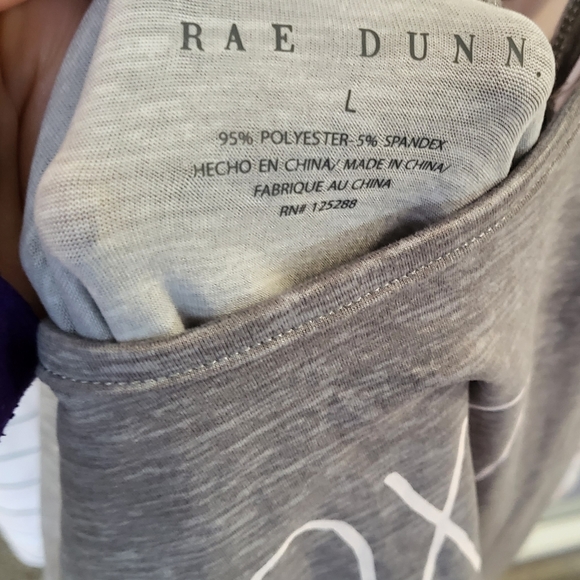 RAE DUNN.
L
95% POLYESTER-5% SPANDEX
HECHO EN CHINA/ MADE IN CHINA/
FABRIQUE AU CHINA
RN# 125288